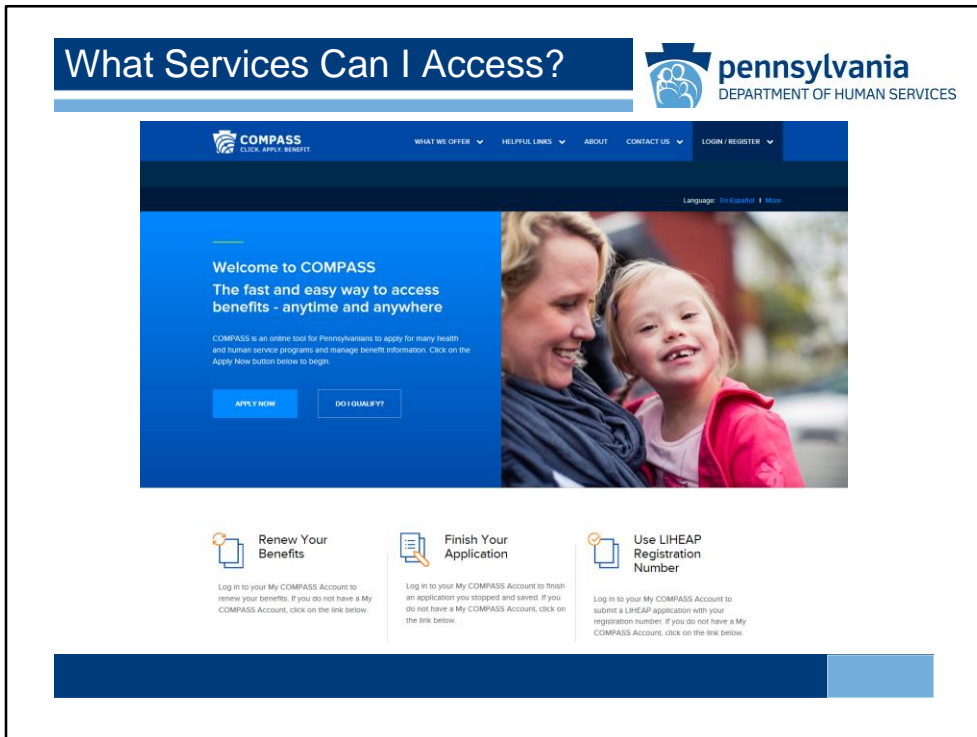 What Services Can I Access?
pennsylvania
DEPARTMENT OF HUMAN SERVICES
COMPASS
CLICK. APPLY. BENEFIT.
WHAT WE OFFER
HELPFUL LINKS
ABOUT
CONTACT US
LOGIN / REGISTER
Language: En Español | More
Welcome to COMPASS
The fast and easy way to access
benefits - anytime and anywhere
COMPASS is an online tool for Pennsylvanians to apply for many health
and human service programs and manage benefit information. Click on the
Apply Now button below to begin.
APPLY NOW
DO I QUALIFY?
Renew Your
Benefits
Log in to your My COMPASS Account to
renew your benefits. If you do not have a My
COMPASS Account, click on the link below.
Finish Your
Application
Log in to your My COMPASS Account to finish
an application you stopped and saved. If you
do not have a My COMPASS Account, click on
the link below.
Use LIHEAP
Registration
Number
Log in to your My COMPASS Account to
submit a LIHEAP application with your
registration number. If you do not have a My
COMPASS Account, click on the link below.